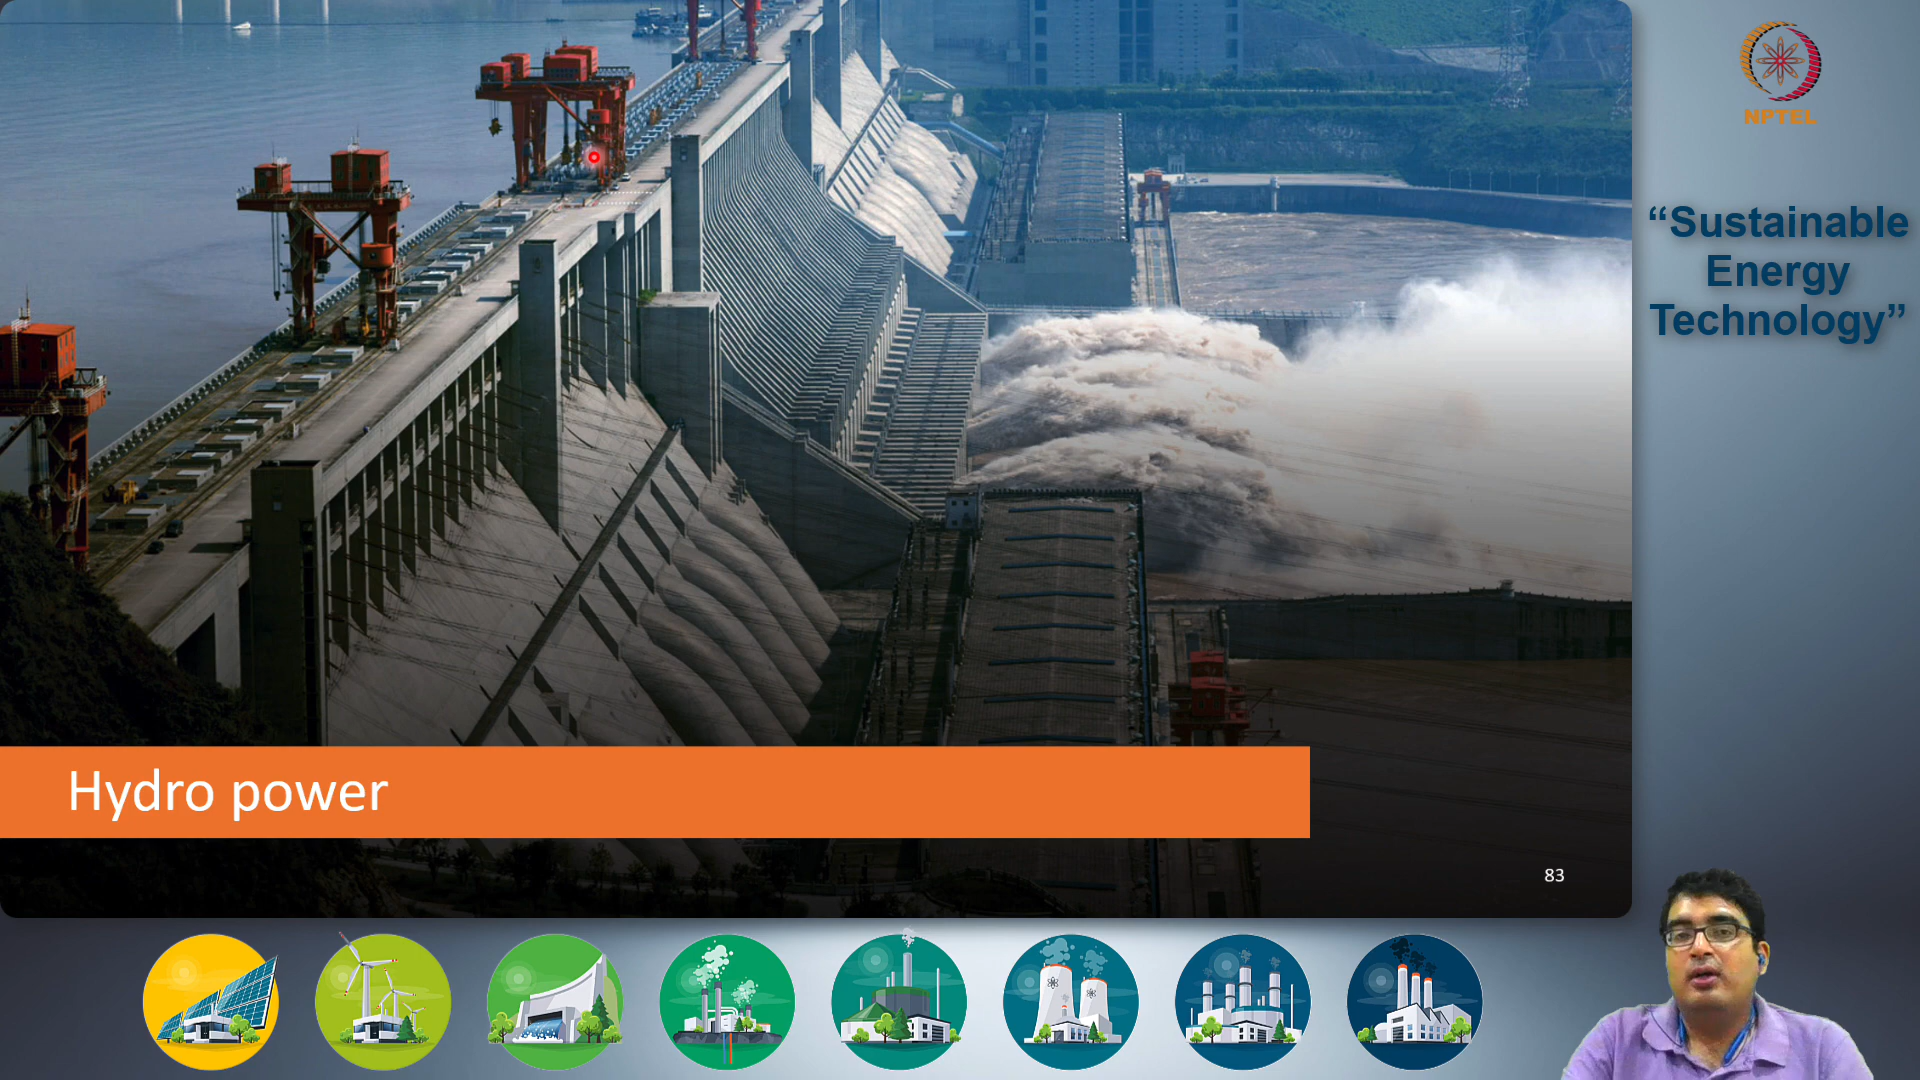 NPTEL
“Sustainable
Energy
Technology”
Hydro power
83